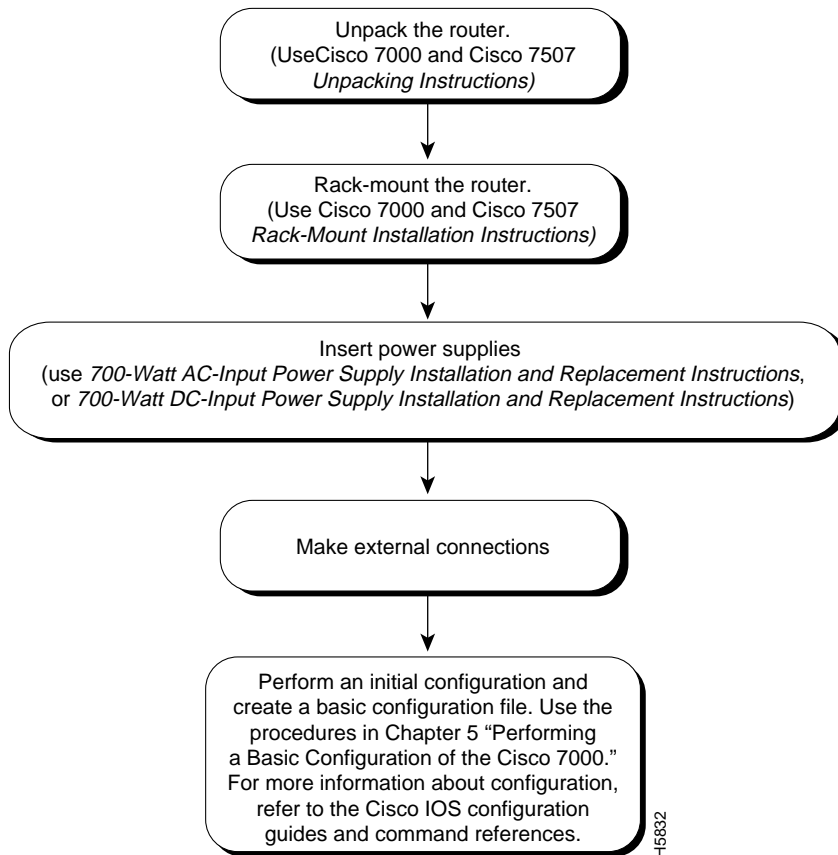 Unpack the router.
(UseCisco 7000 and Cisco 7507
Unpacking Instructions)
Rack-mount the router.
(Use Cisco 7000 and Cisco 7507
Rack-Mount Installation Instructions)
Insert power supplies
(use 700-Watt AC-Input Power Supply Installation and Replacement Instructions,
or 700-Watt DC-Input Power Supply Installation and Replacement Instructions)
Make external connections
Perform an initial configuration and
create a basic configuration file. Use the
procedures in Chapter 5 “Performing
a Basic Configuration of the Cisco 7000.”
For more information about configuration,
refer to the Cisco IOS configuration
guides and command references.
H5832